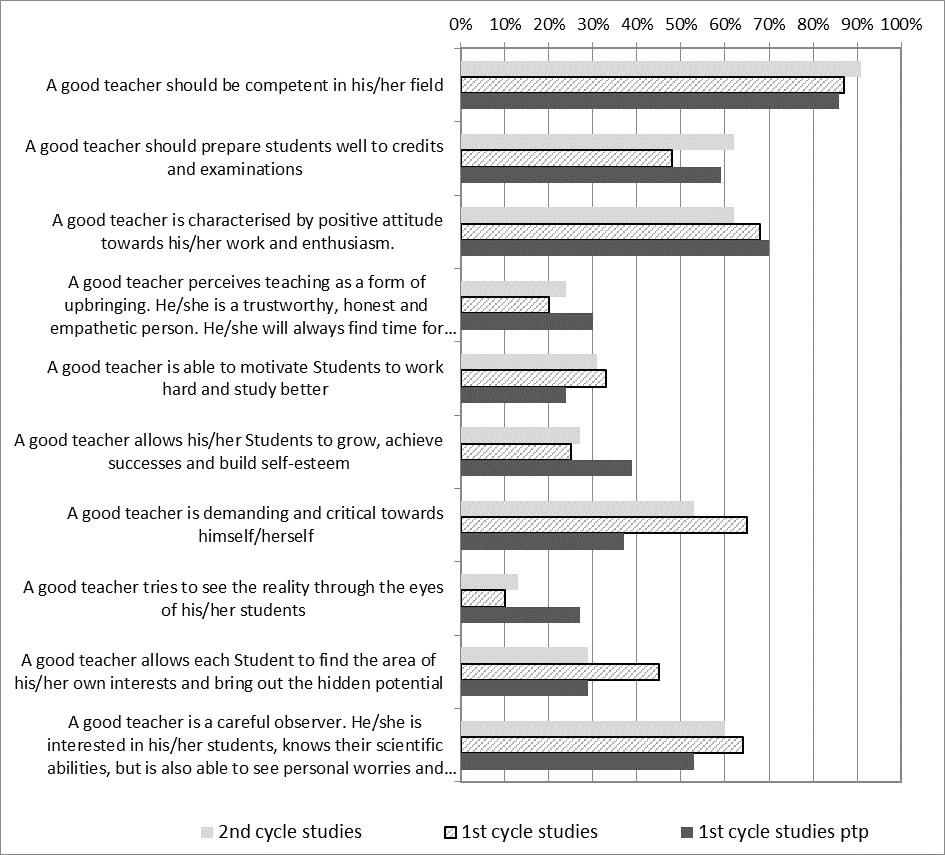 0% 10% 20% 30% 40% 50% 60% 70% 80% 90% 100%
A good teacher should be competent in his/her field
A good teacher should prepare students well to credits
and examinations
A good teacher is characterised by positive attitude
towards his/her work and enthusiasm.
A good teacher perceives teaching as a form of
upbringing. He/she is a trustworthy, honest and
empathetic person. He/she will always find time for…
A good teacher is able to motivate Students to work
hard and study better
A good teacher allows his/her Students to grow, achieve
successes and build self-esteem
A good teacher is demanding and critical towards
himself/herself
A good teacher tries to see the reality through the eyes
of his/her students
A good teacher allows each Student to find the area of
his/her own interests and bring out the hidden potential
A good teacher is a careful observer. He/she is
interested in his/her students, knows their scientific
abilities, but is also able to see personal worries and…
2nd cycle studies 1st cycle studies 1st cycle studies ptp